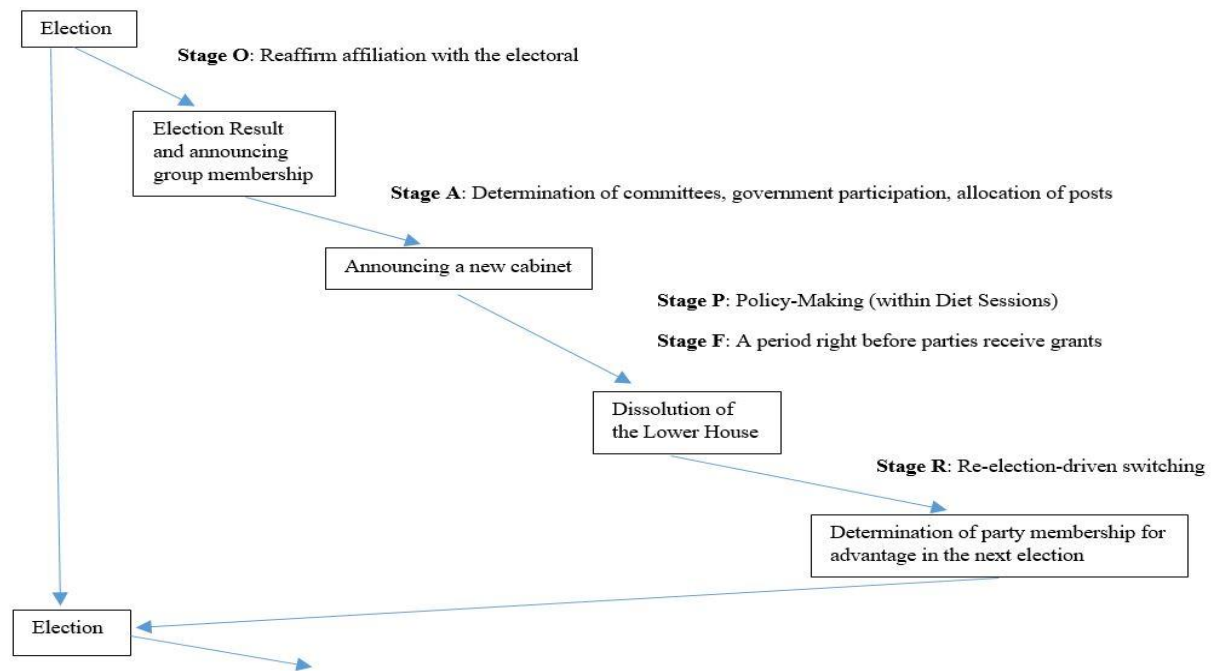 Election
Stage O: Reaffirm affiliation with the electoral
Election Result
and announcing
group membership
Stage A: Determination of committees, government participation, allocation of posts
Announcing a new cabinet
Stage P: Policy-Making (within Diet Sessions)
Stage F: A period right before parties receive grants
Dissolution of
the Lower House
Stage R: Re-election-driven switching
Determination of party membership for
advantage in the next election
Election